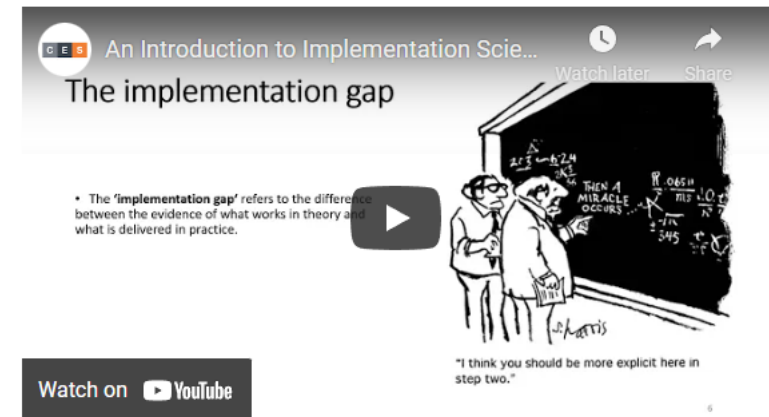 CES
An Introduction to Implementation Scie...
Watch later
Share
The implementation gap
• The 'implementation gap' refers to the difference
between the evidence of what works in theory and
what is delivered in practice.
THEN A
MIRACLE
OCCURS...
S. Harris
"I think you should be more explicit here in
step two."
Watch on YouTube
6